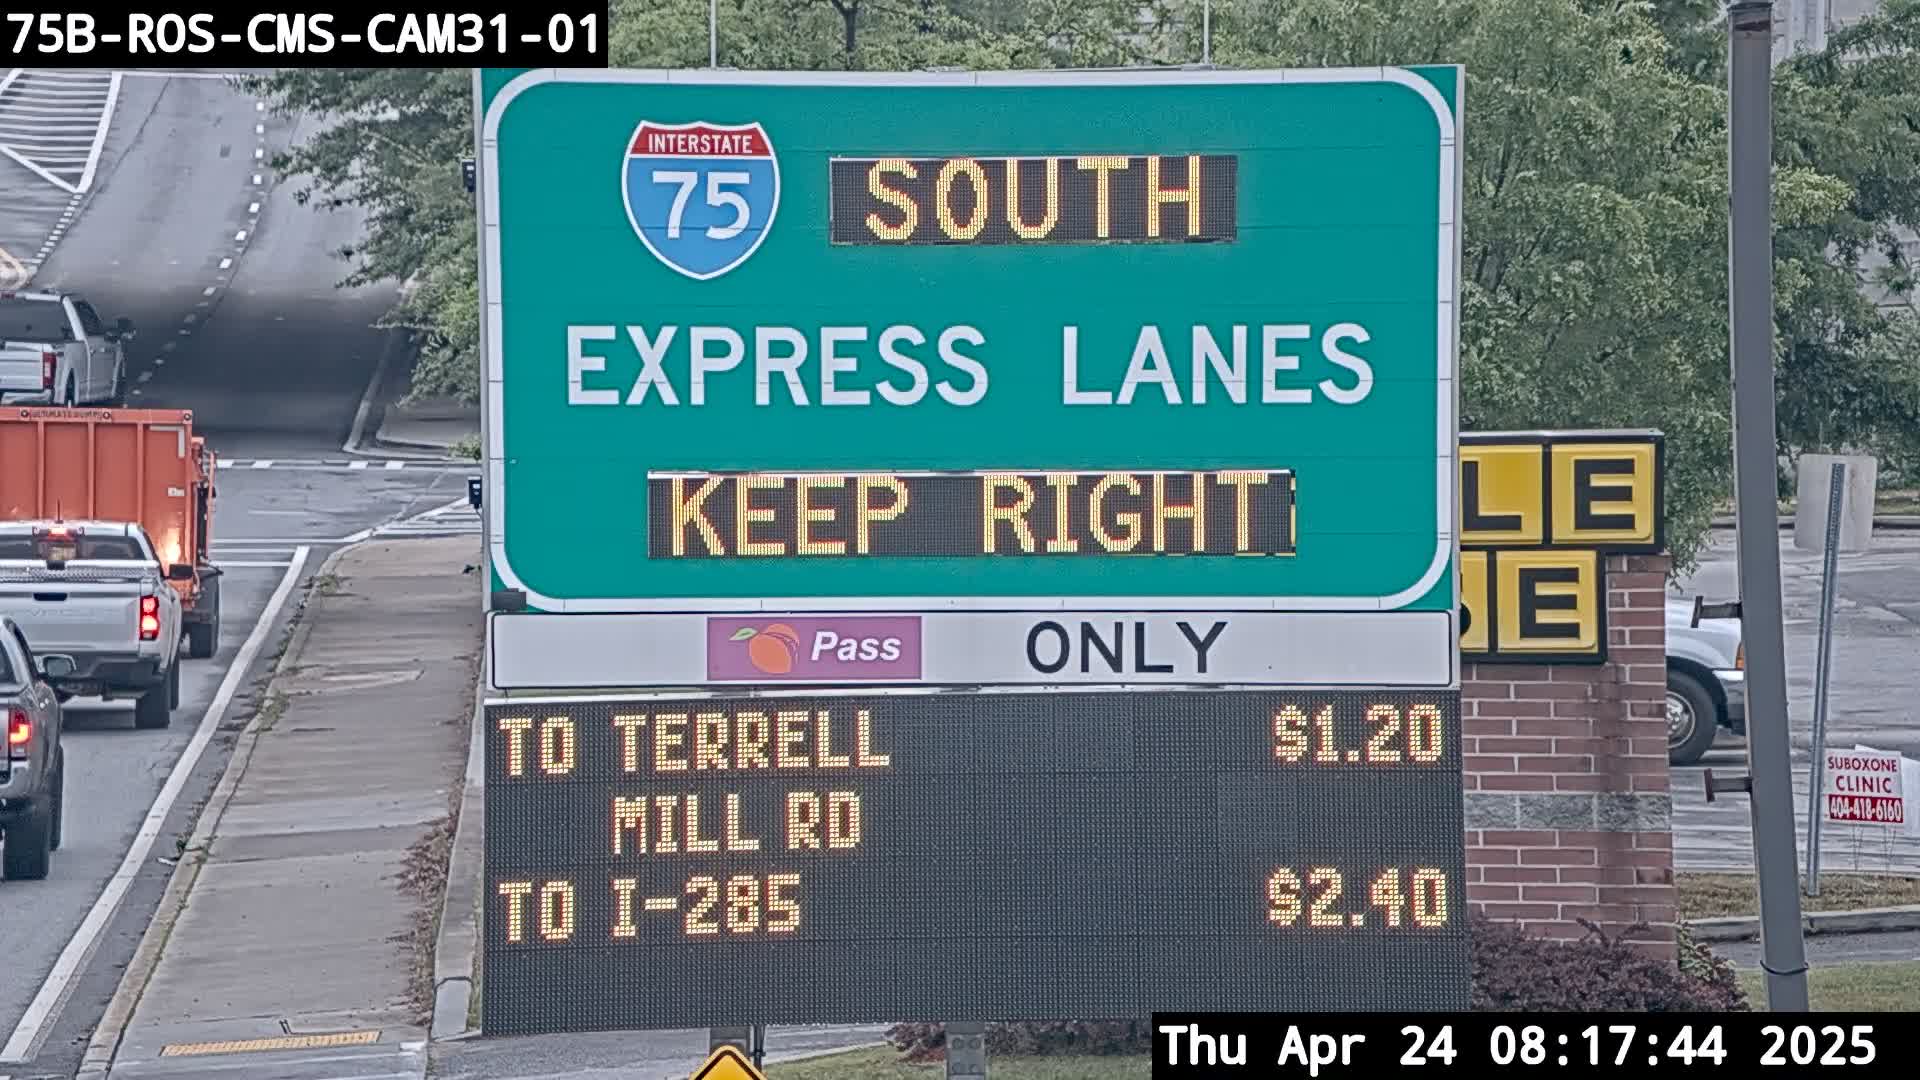 75B-ROS-CMS-CAM31-01
INTERSTATE
75
SOUTH
EXPRESS LANES
KEEP RIGHT
Pass ONLY
TO TERRELL $1.20
MILL RD
TO I-285 $2.40
LE
E
SUBOXONE
CLINIC
404-418-6160
Thu Apr 24 08:17:44 2025